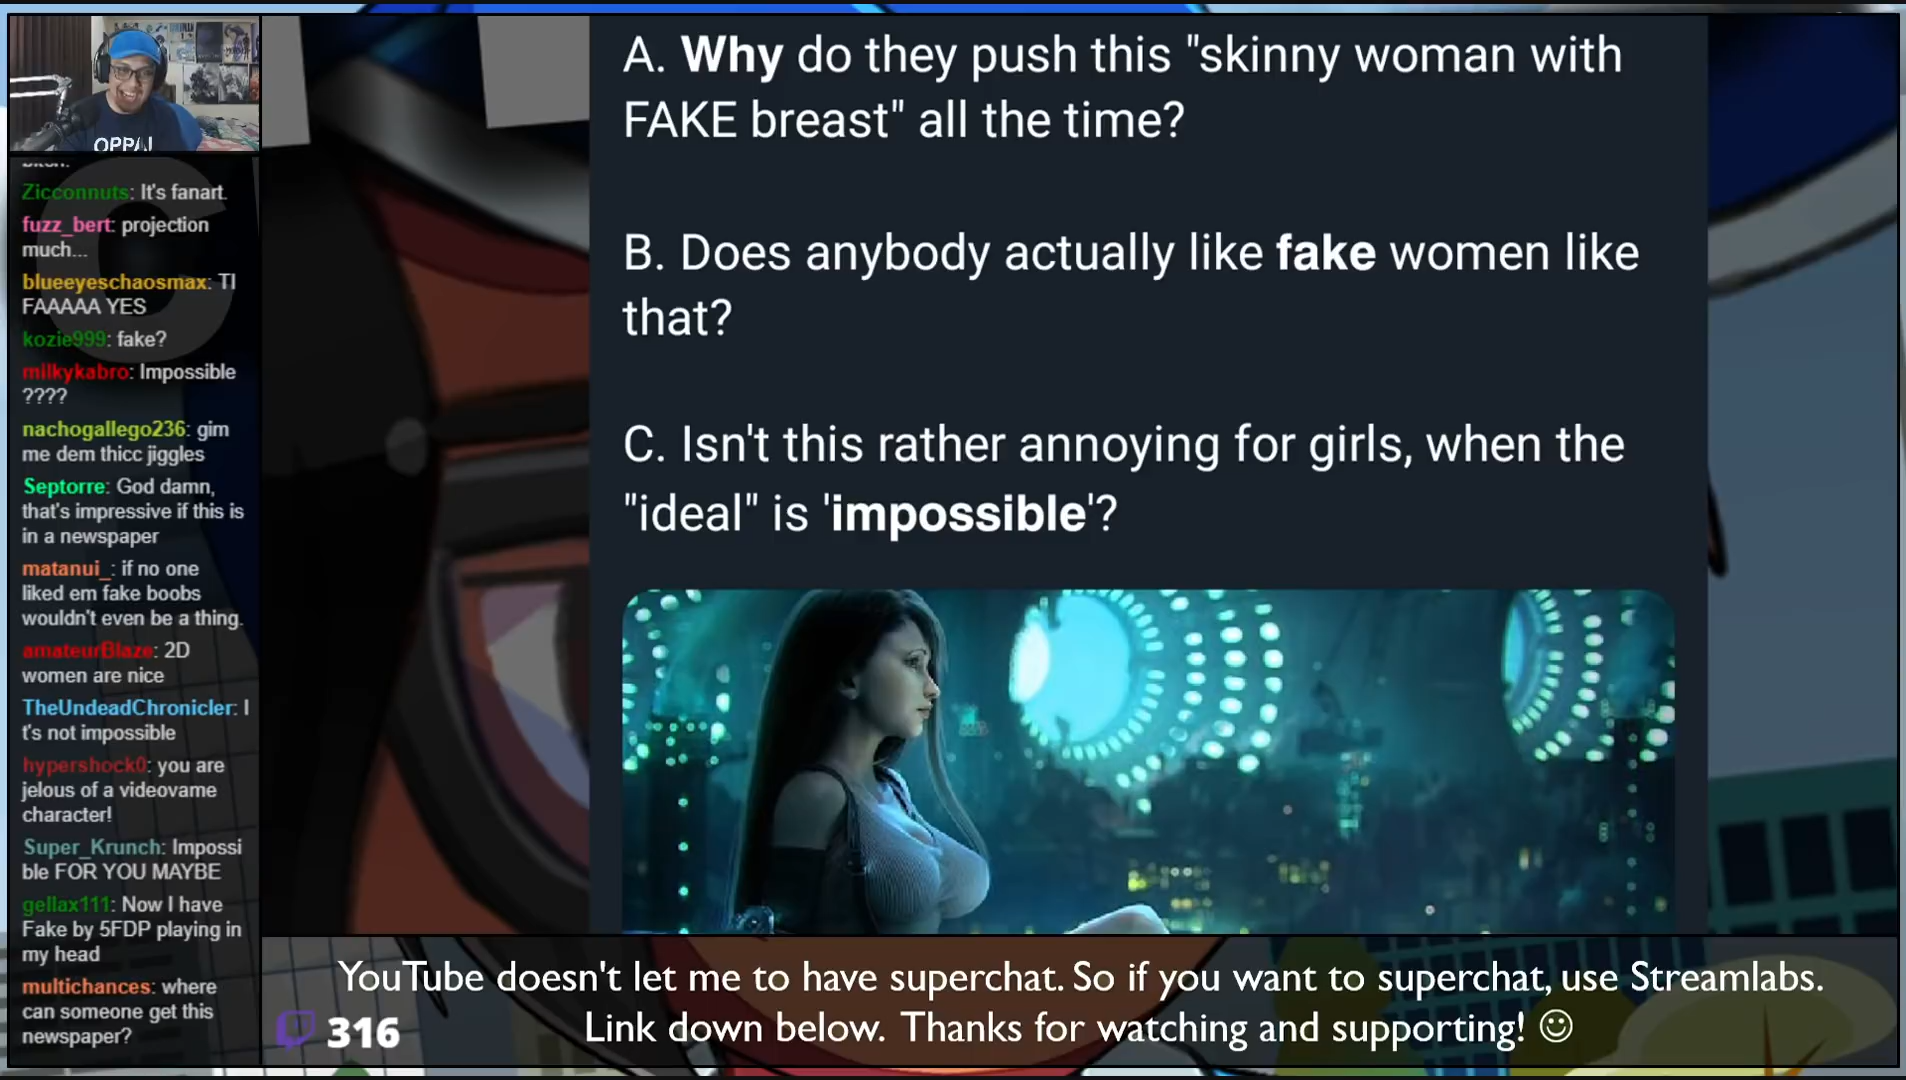 OPPAI
A. Why do they push this "skinny woman with
FAKE breast" all the time?
B. Does anybody actually like fake women like
that?
C. Isn't this rather annoying for girls, when the
"ideal" is 'impossible'?
Zicconnuts: It's fanart.
fuzz_bert: projection
much...
blueeyeschaosmax: TI
FAAAAA YES
kozie999: fake?
milkykabro: Impossible
????
nachogallego236: gim
me dem thicc jiggles
Septorre: God damn,
that's impressive if this is
in a newspaper
matanui_: if no one
liked em fake boobs
wouldn't even be a thing.
amateurBlaze: 2D
women are nice
TheUndeadChronicler: I
t's not impossible
hypershock0: you are
jelous of a videovame
character!
Super_Krunch: Impossi
ble FOR YOU MAYBE
gellax111: Now I have
Fake by 5FDP playing in
my head
multichances: where
can someone get this
newspaper?
YouTube doesn't let me to have superchat. So if you want to superchat, use Streamlabs.
Link down below. Thanks for watching and supporting! ☺
316